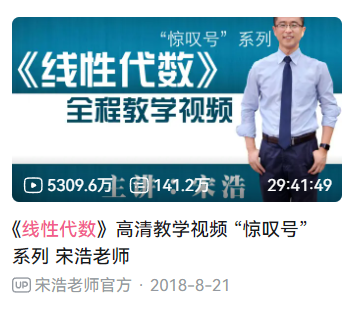 “惊叹号”系列
《线性代数》
全程教学视频
主讲：宋浩
5309.6万 141.2万 29:41:49
《线性代数》高清教学视频 “惊叹号”
系列 宋浩老师
UP 宋浩老师官方 · 2018-8-21